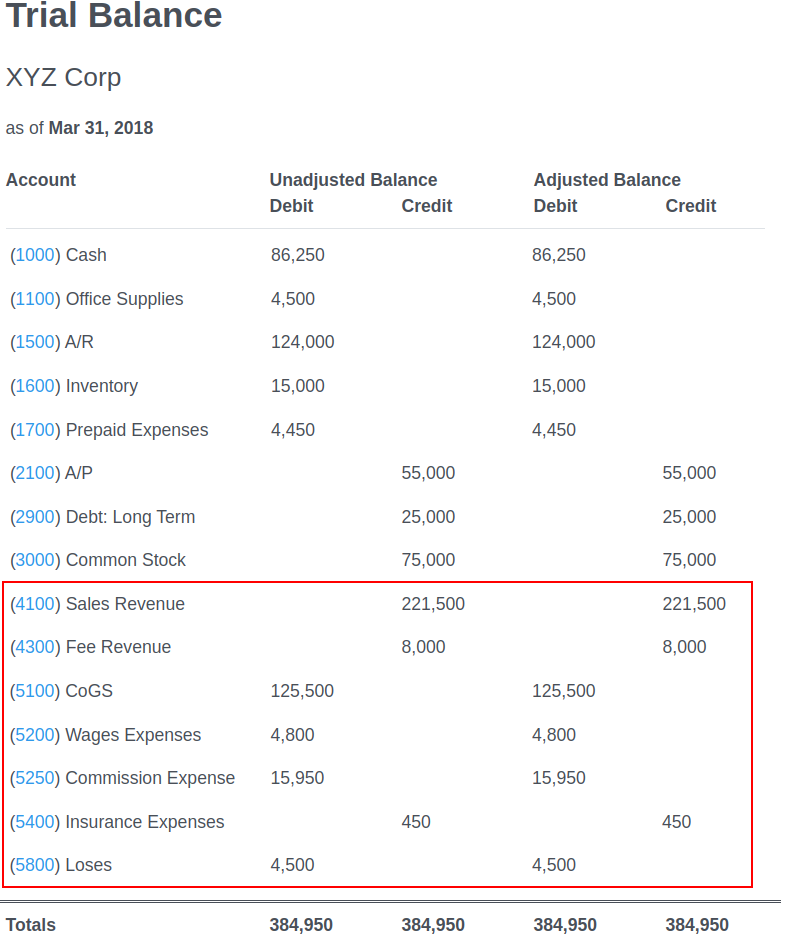 Trial Balance
XYZ Corp
as of Mar 31, 2018
Account Unadjusted Balance Adjusted Balance
Debit Credit Debit Credit
(1000) Cash 86,250 86,250
(1100) Office Supplies 4,500 4,500
(1500) A/R 124,000 124,000
(1600) Inventory 15,000 15,000
(1700) Prepaid Expenses 4,450 4,450
(2100) A/P 55,000 55,000
(2900) Debt: Long Term 25,000 25,000
(3000) Common Stock 75,000 75,000
(4100) Sales Revenue 221,500 221,500
(4300) Fee Revenue 8,000 8,000
(5100) CoGS 125,500 125,500
(5200) Wages Expenses 4,800 4,800
(5250) Commission Expense 15,950 15,950
(5400) Insurance Expenses 450 450
(5800) Loses 4,500 4,500
Totals 384,950 384,950 384,950 384,950